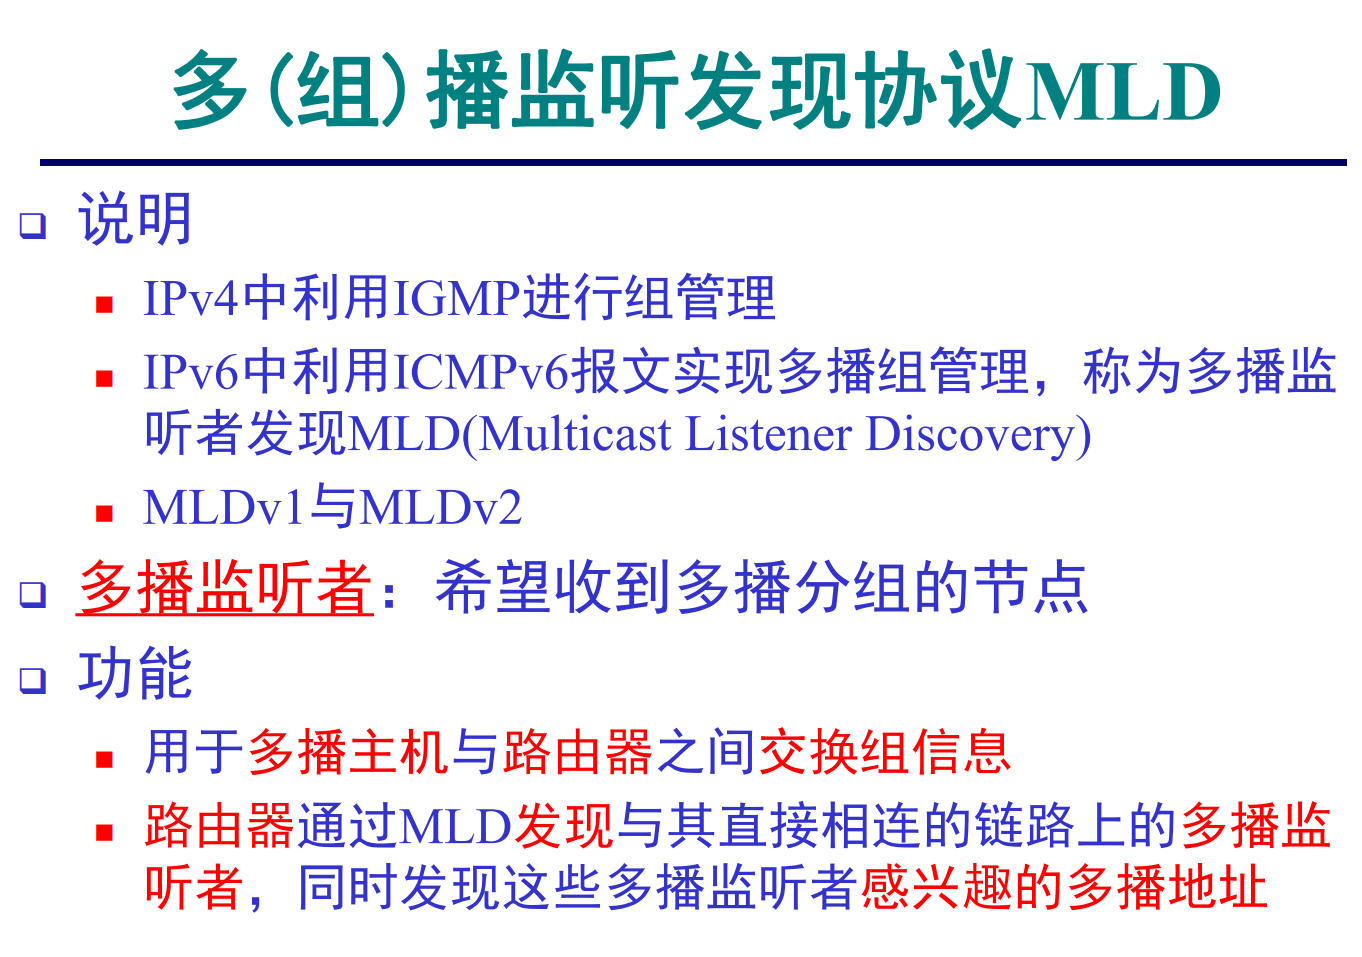 多(组)播监听发现协议MLD
说明
IPv4中利用IGMP进行组管理
IPv6中利用ICMPv6报文实现多播组管理，称为多播监
听者发现MLD(Multicast Listener Discovery)
MLDv1与MLDv2
多播监听者：希望收到多播分组的节点
功能
用于多播主机与路由器之间交换组信息
路由器通过MLD发现与其直接相连的链路上的多播监
听者，同时发现这些多播监听者感兴趣的多播地址